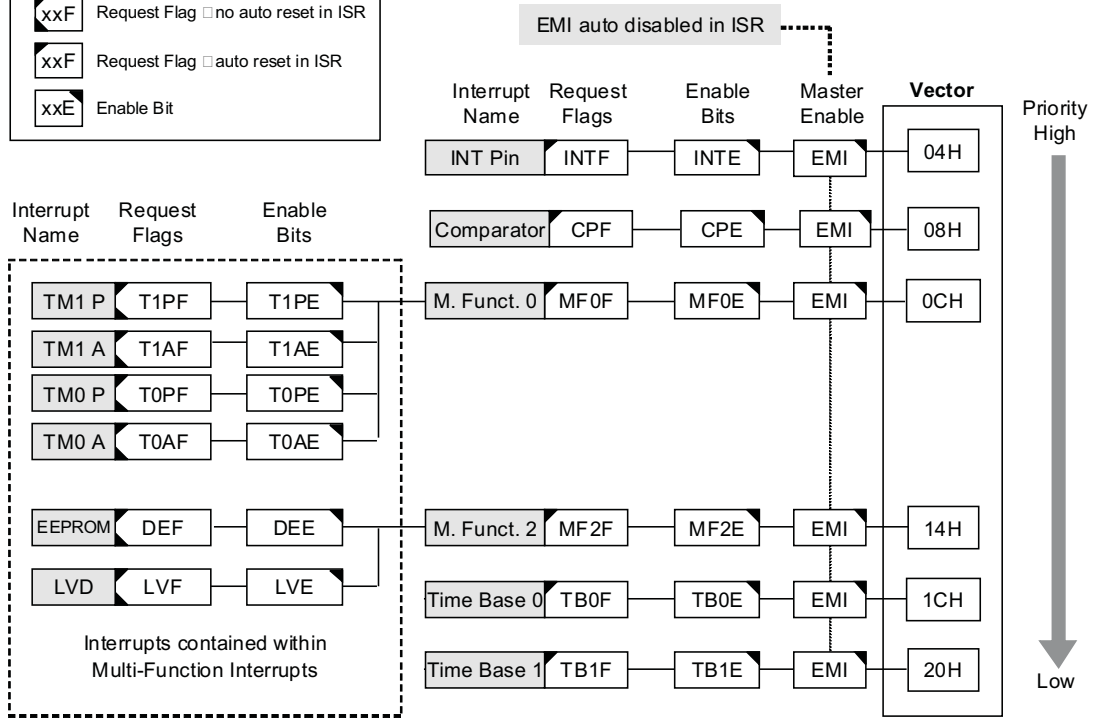 xxF Request Flag □ no auto reset in ISR
xxF Request Flag □ auto reset in ISR
xxE Enable Bit
EMI auto disabled in ISR
Interrupt Name Request Flags Enable Bits Master Enable Vector
Priority High
INT Pin INTF INTE EMI 04H
Comparator CPF CPE EMI 08H
Interrupt Name Request Flags Enable Bits
TM1 P T1PF T1PE M. Funct. 0 MF0F MF0E EMI 0CH
TM1 A T1AF T1AE
TM0 P T0PF T0PE
TM0 A T0AF T0AE
EEPROM DEF DEE M. Funct. 2 MF2F MF2E EMI 14H
LVD LVF LVE Time Base 0 TB0F TB0E EMI 1CH
Interrupts contained within
Multi-Function Interrupts
Time Base 1 TB1F TB1E EMI 20H
Low